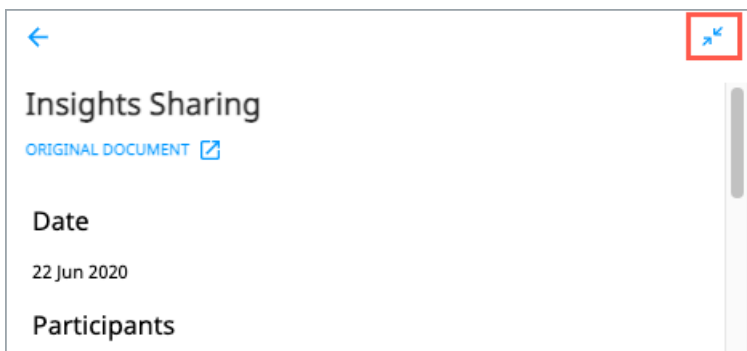 Insights Sharing
ORIGINAL DOCUMENT
Date
22 Jun 2020
Participants